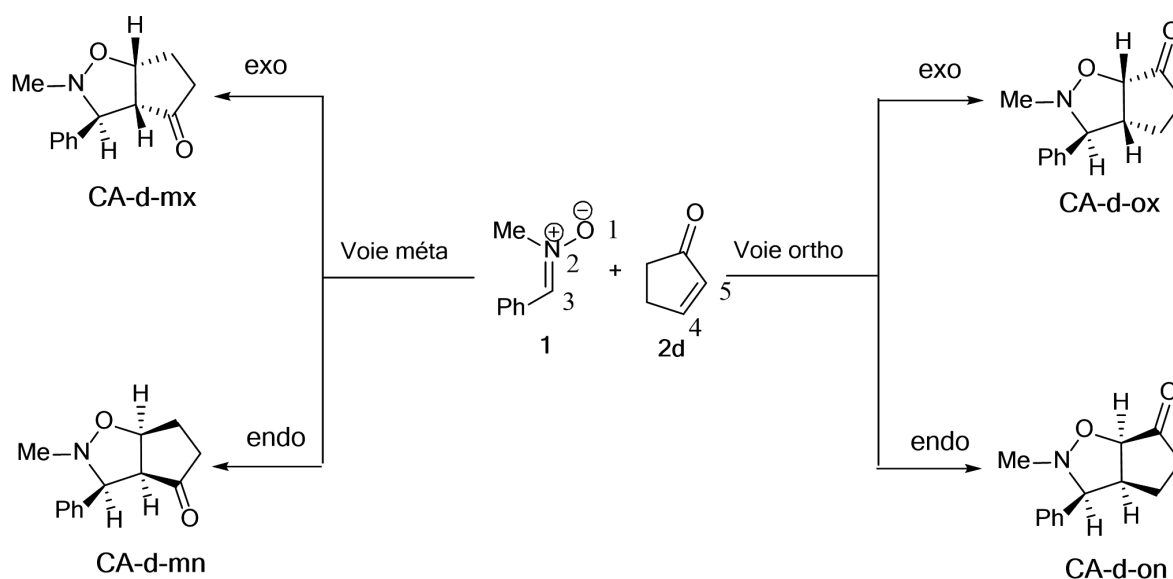 H
O
N
Me
Ph
H
H
O
CA-d-mx
exo
H
O
N
Me
Ph
H
H
O
CA-d-mn
endo
Voie méta
Me
N
⊕
O
⊖
1
2
Ph
3
1
+
O
5
4
2d
Voie ortho
exo
H
O
O
N
Me
Ph
H
H
CA-d-ox
endo
H
O
O
N
Me
Ph
H
H
CA-d-on